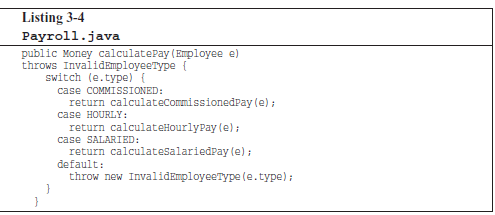 Listing 3-4
Payroll.java
public Money calculatePay(Employee e)
throws InvalidEmployeeType {
switch (e.type) {
case COMMISSIONED:
return calculateCommissionedPay(e);
case HOURLY:
return calculateHourlyPay(e);
case SALARIED:
return calculateSalariedPay(e);
default:
throw new InvalidEmployeeType(e.type);
}
}